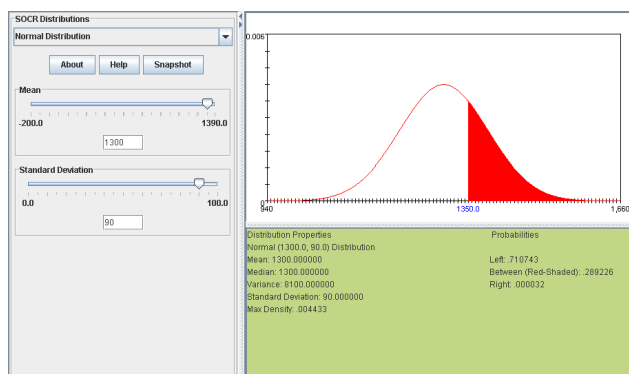 SOCR Distributions
Normal Distribution
About Help Snapshot
Mean
-200.0 1390.0
1300
Standard Deviation
0.0 100.0
90
0.006
0
940 1350.0 1,660
Distribution Properties
Normal (1300.0, 90.0) Distribution
Mean: 1300.000000
Median: 1300.000000
Variance: 8100.000000
Standard Deviation: 90.000000
Max Density: .004433
Probabilities
Left: .710743
Between (Red-Shaded): .289226
Right: .000032